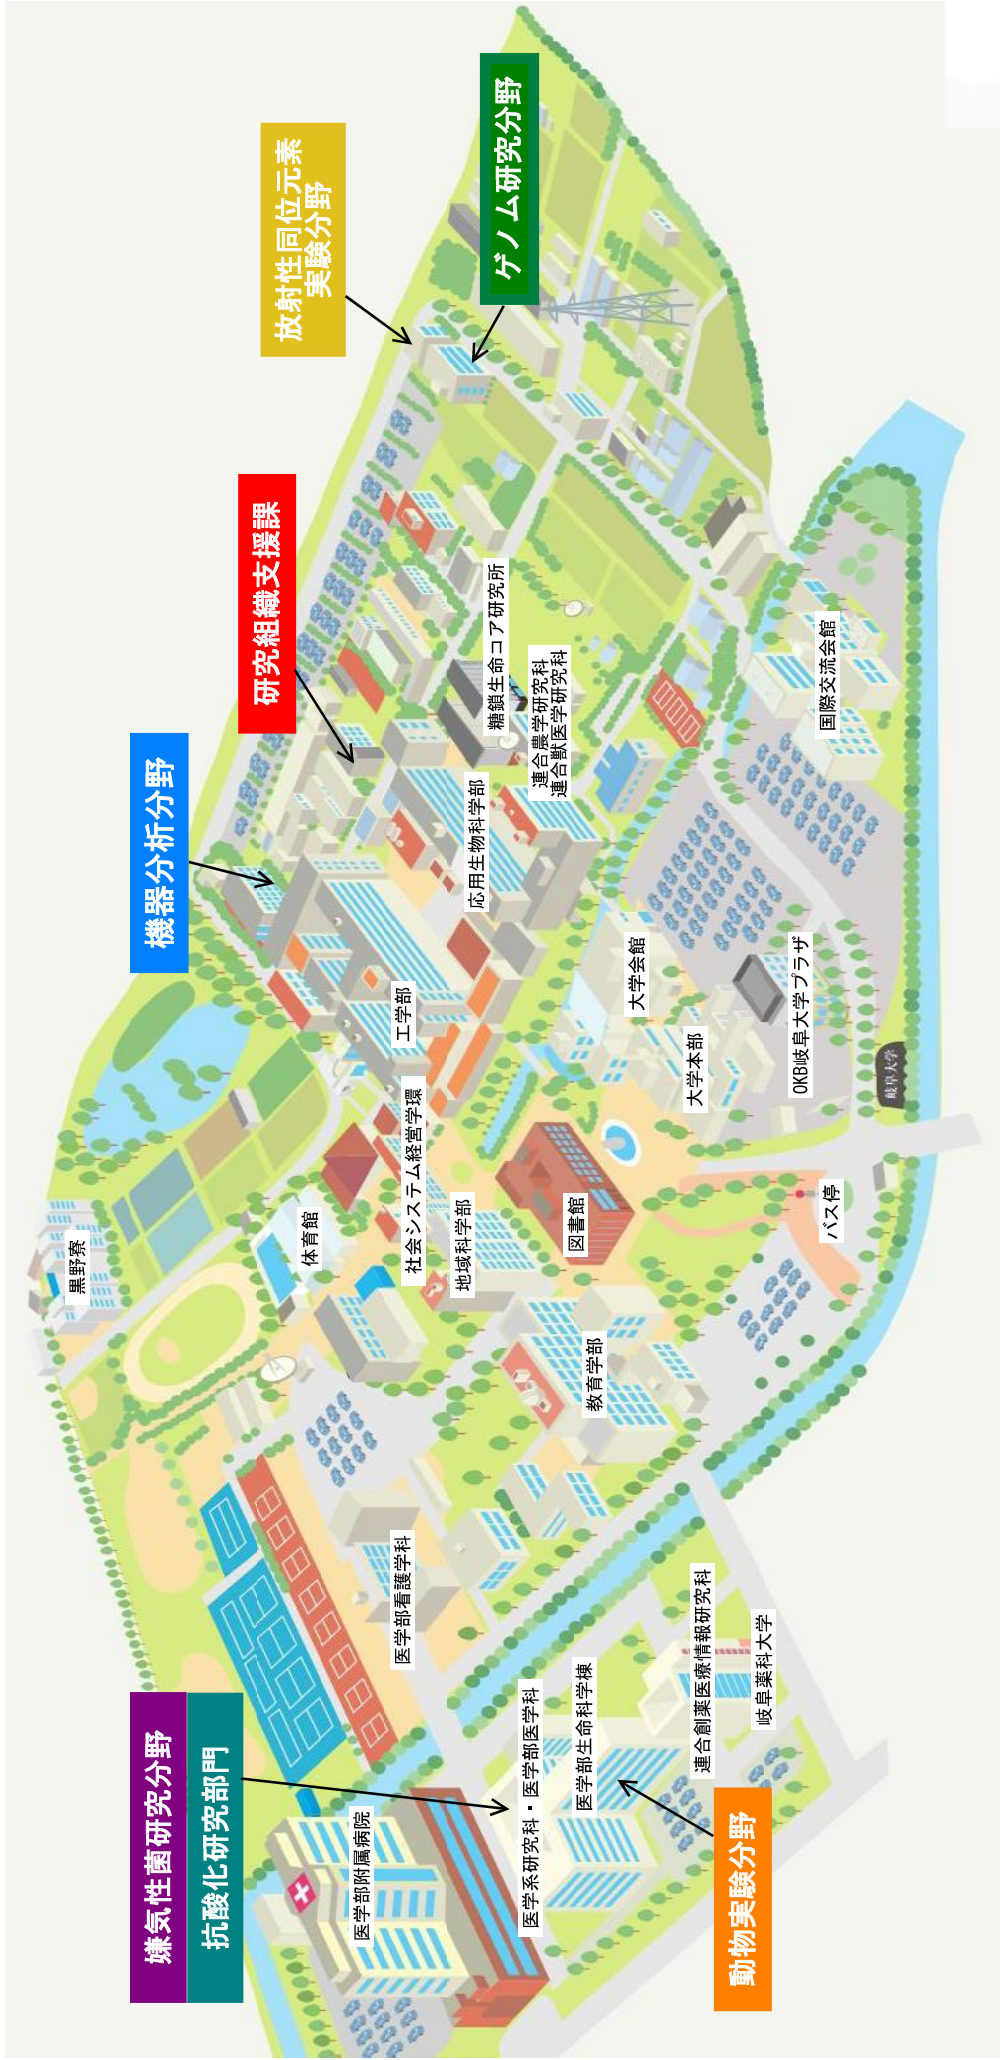 嫌気性菌研究分野
抗酸化研究部門
機器分析分野
研究組織支援課
放射性同位元素
実験分野
ゲノム研究分野
動物実験分野
黒野寮
体育館
医学部附属病院
医学部看護学科
社会システム経営学環
工学部
地域科学部
応用生物科学部
糖鎖生命コア研究所
連合農学研究科
連合獣医学研究科
医学系研究科・医学部医学科
医学部生命科学棟
教育学部
図書館
大学会館
大学本部
連合創薬医療情報研究科
岐阜薬科大学
OKB岐阜大学プラザ
国際交流会館
バス停
岐阜大学